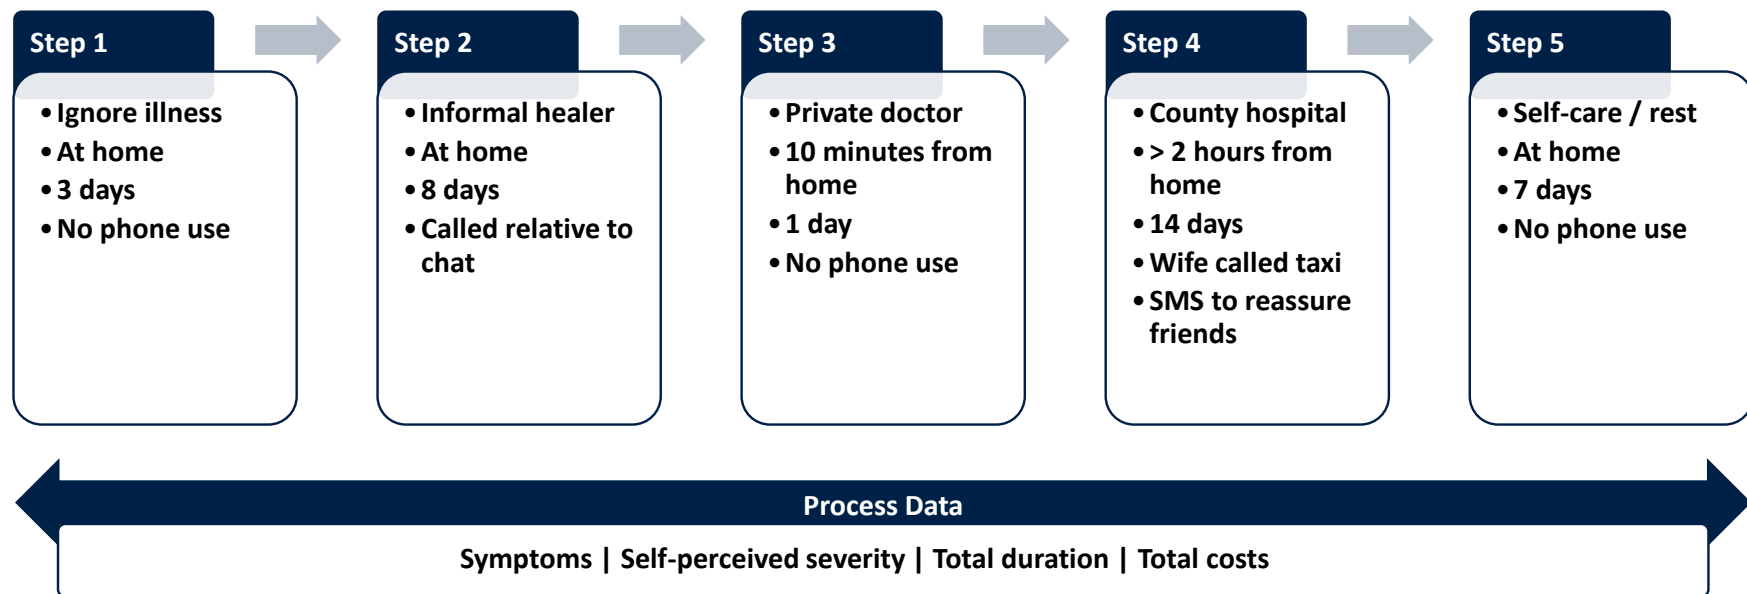 Step 1
• Ignore illness
• At home
• 3 days
• No phone use
Step 2
• Informal healer
• At home
• 8 days
• Called relative to
chat
Step 3
• Private doctor
• 10 minutes from
home
• 1 day
• No phone use
Step 4
• County hospital
• > 2 hours from
home
• 14 days
• Wife called taxi
• SMS to reassure
friends
Step 5
• Self-care / rest
• At home
• 7 days
• No phone use
Process Data
Symptoms | Self-perceived severity | Total duration | Total costs